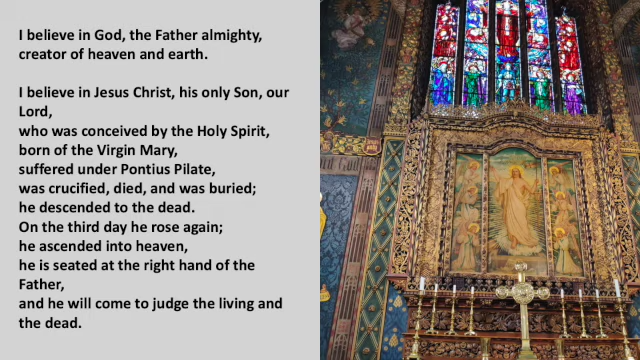 I believe in God, the Father almighty,
creator of heaven and earth.
I believe in Jesus Christ, his only Son, our
Lord,
who was conceived by the Holy Spirit,
born of the Virgin Mary,
suffered under Pontius Pilate,
was crucified, died, and was buried;
he descended to the dead.
On the third day he rose again;
he ascended into heaven,
he is seated at the right hand of the
Father,
and he will come to judge the living and
the dead.